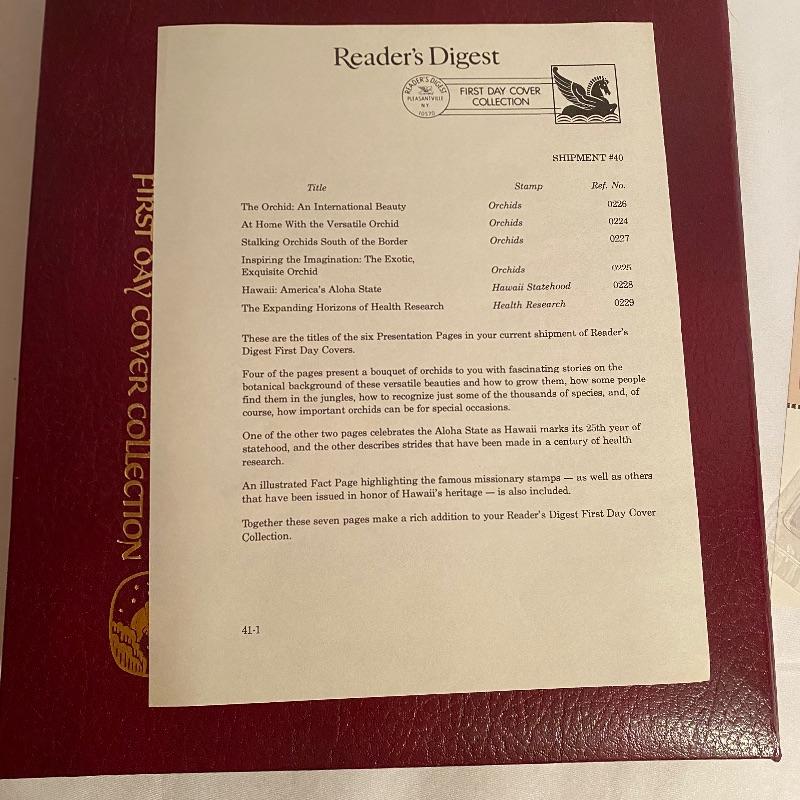 Reader's Digest
READER'S DIGEST
PLEASANTVILLE
N.Y.
10570
FIRST DAY COVER
COLLECTION
SHIPMENT #40
Title Stamp Ref. No.
The Orchid: An International Beauty Orchids 0226
At Home With the Versatile Orchid Orchids 0224
Stalking Orchids South of the Border Orchids 0227
Inspiring the Imagination: The Exotic,
Exquisite Orchid Orchids 0225
Hawaii: America's Aloha State Hawaii Statehood 0228
The Expanding Horizons of Health Research Health Research 0229
These are the titles of the six Presentation Pages in your current shipment of Reader's
Digest First Day Covers.
Four of the pages present a bouquet of orchids to you with fascinating stories on the
botanical background of these versatile beauties and how to grow them, how some people
find them in the jungles, how to recognize just some of the thousands of species, and, of
course, how important orchids can be for special occasions.
One of the other two pages celebrates the Aloha State as Hawaii marks its 25th year of
statehood, and the other describes strides that have been made in a century of health
research.
An illustrated Fact Page highlighting the famous missionary stamps — as well as others
that have been issued in honor of Hawaii's heritage — is also included.
Together these seven pages make a rich addition to your Reader's Digest First Day Cover
Collection.
41-1
FIRST DAY COVER COLLECTION